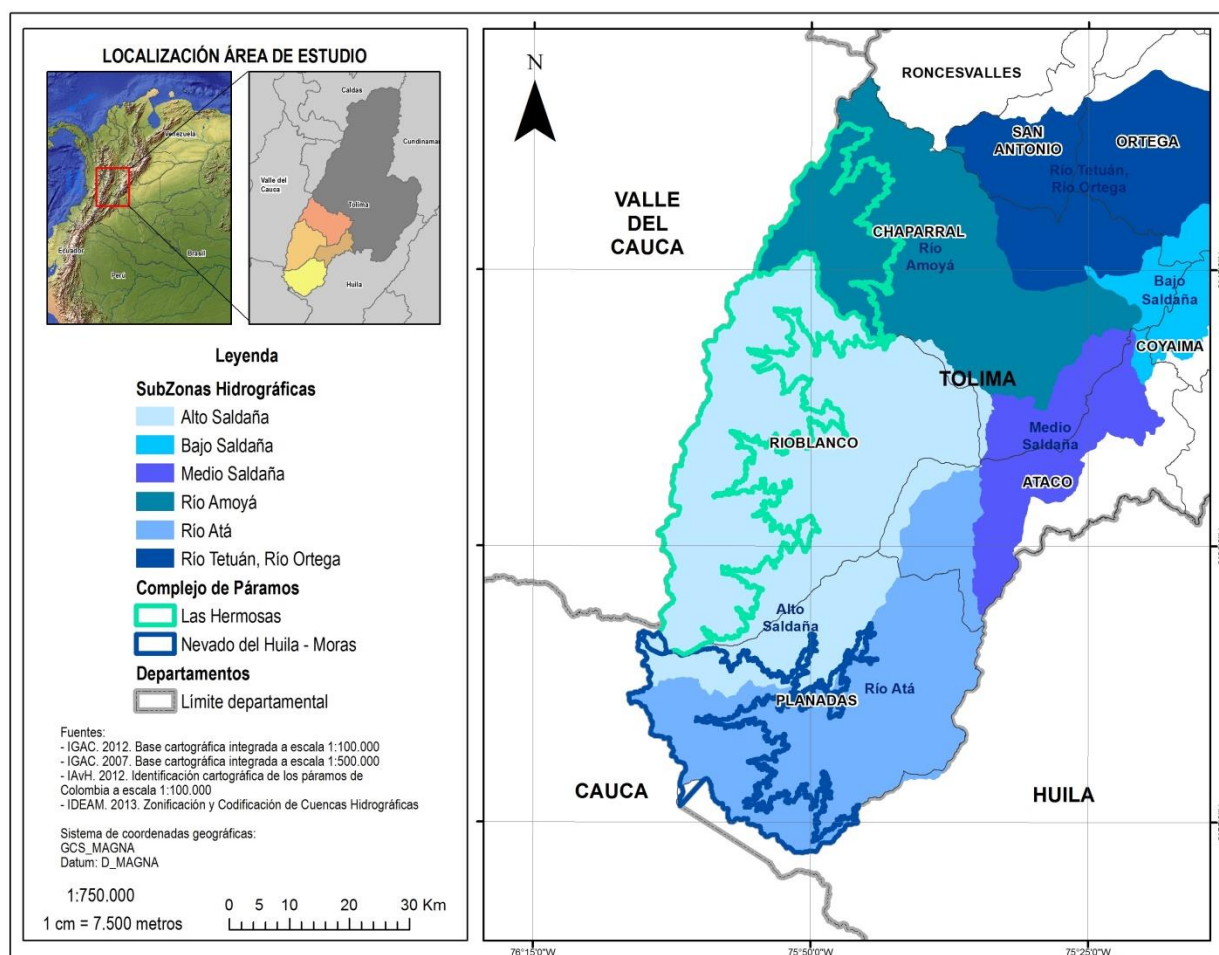 LOCALIZACIÓN ÁREA DE ESTUDIO
Venezuela
Ecuador
Perú
Brasil
Caldas
Cundinamar
Valle del
Cauca
Tolima
Huila
Leyenda
SubZonas Hidrográficas
Alto Saldaña
Bajo Saldaña
Medio Saldaña
Río Amoyá
Río Atá
Río Tetuán, Río Ortega
Complejo de Páramos
Las Hermosas
Nevado del Huila - Moras
Departamentos
Límite departamental
Fuentes:
- IGAC. 2012. Base cartográfica integrada a escala 1:100.000
- IGAC. 2007. Base cartográfica integrada a escala 1:500.000
- IAvH. 2012. Identificación cartográfica de los páramos de
Colombia a escala 1:100.000
- IDEAM. 2013. Zonificación y Codificación de Cuencas Hidrográficas
Sistema de coordenadas geográficas:
GCS_MAGNA
Datum: D_MAGNA
1:750.000
1 cm = 7.500 metros
0 5 10 20 30 Km
N
RONCESVALLES
SAN
ANTONIO
ORTEGA
Río Tetuán,
Río Ortega
VALLE
DEL
CAUCA
CHAPARRAL
Río
Amoyá
Bajo
Saldaña
COYAIMA
TOLIMA
RIOBLANCO
Medio
Saldaña
ATACO
Alto
Saldaña
Río Atá
PLANADAS
CAUCA
HUILA
76°15'0"W
75°50'0"W
75°25'0"W